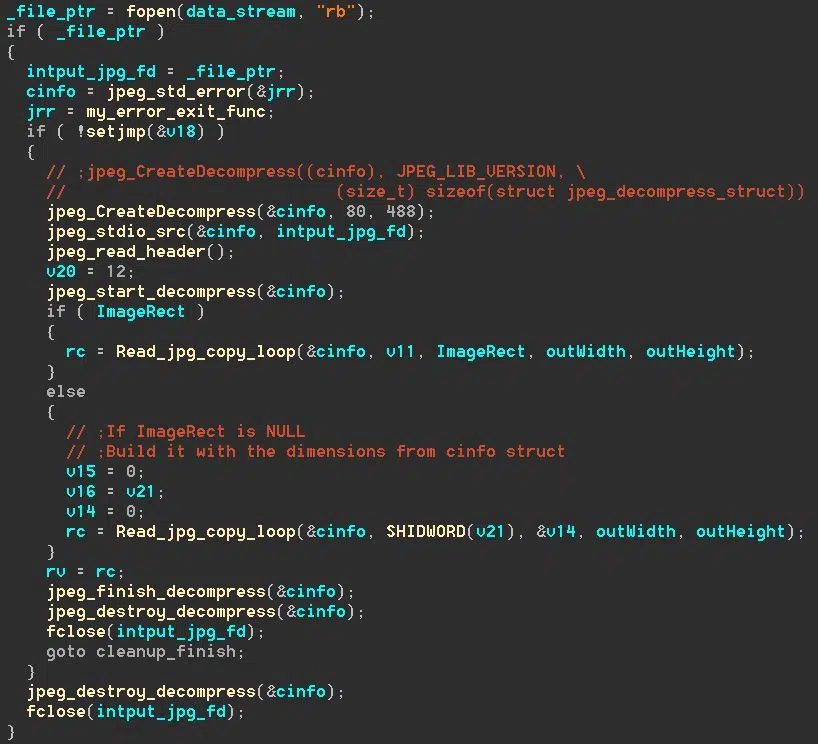 _file_ptr = fopen(data_stream, "rb");
if ( _file_ptr )
{
  intput_jpg_fd = _file_ptr;
  cinfo = jpeg_std_error(&jrr);
  jrr = my_error_exit_func;
  if ( !setjmp(&v18) )
  {
    // ;jpeg_CreateDecompress((cinfo), JPEG_LIB_VERSION, \
    //                           (size_t) sizeof(struct jpeg_decompress_struct))
    jpeg_CreateDecompress(&cinfo, 80, 488);
    jpeg_stdio_src(&cinfo, intput_jpg_fd);
    jpeg_read_header();
    v20 = 12;
    jpeg_start_decompress(&cinfo);
    if ( ImageRect )
    {
      rc = Read_jpg_copy_loop(&cinfo, v11, ImageRect, outWidth, outHeight);
    }
    else
    {
      // ;If ImageRect is NULL
      // ;Build it with the dimensions from cinfo struct
      v15 = 0;
      v16 = v21;
      v14 = 0;
      rc = Read_jpg_copy_loop(&cinfo, SHIDWORD(v21), &v14, outWidth, outHeight);
    }
    rv = rc;
    jpeg_finish_decompress(&cinfo);
    jpeg_destroy_decompress(&cinfo);
    fclose(intput_jpg_fd);
    goto cleanup_finish;
  }
  jpeg_destroy_decompress(&cinfo);
  fclose(intput_jpg_fd);
}